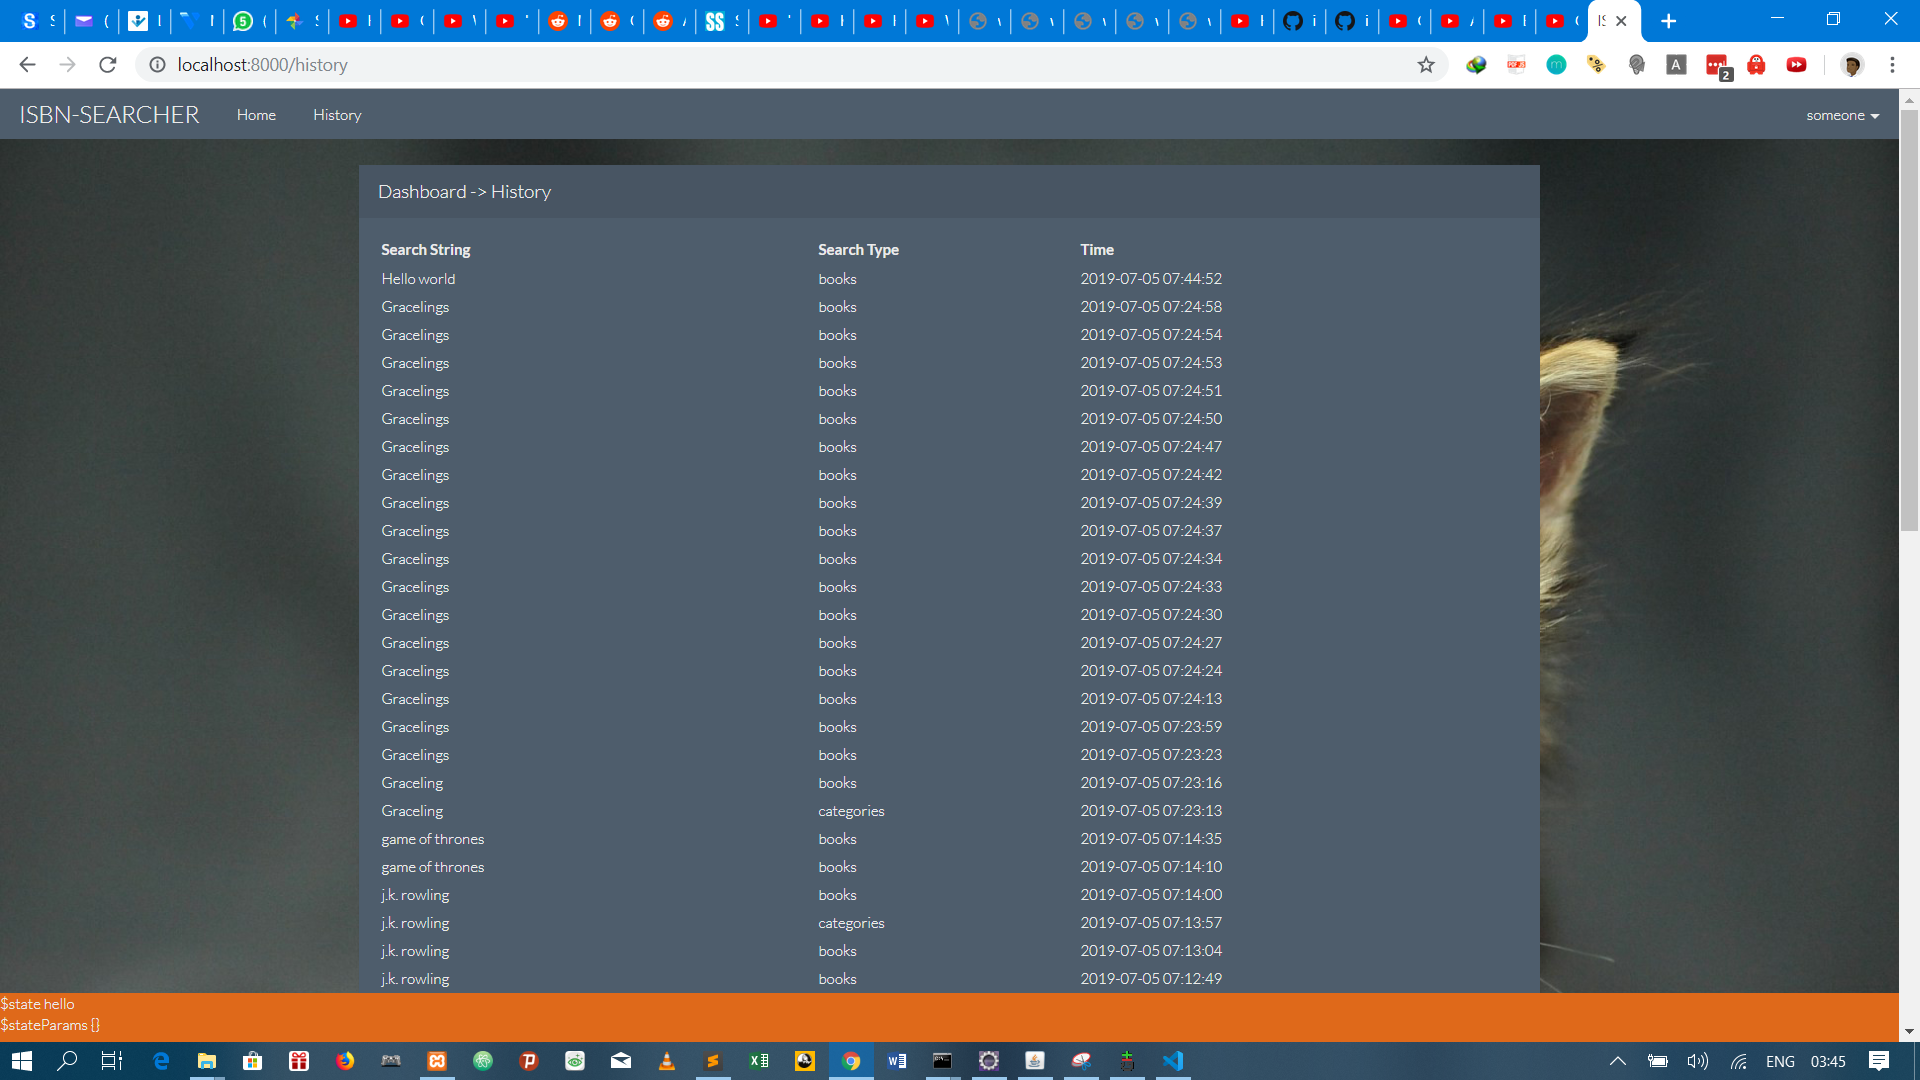 localhost:8000/history
2
ISBN-SEARCHER Home History someone
Dashboard -> History
Search String Search Type Time
Hello world books 2019-07-05 07:44:52
Gracelings books 2019-07-05 07:24:58
Gracelings books 2019-07-05 07:24:54
Gracelings books 2019-07-05 07:24:53
Gracelings books 2019-07-05 07:24:51
Gracelings books 2019-07-05 07:24:50
Gracelings books 2019-07-05 07:24:47
Gracelings books 2019-07-05 07:24:42
Gracelings books 2019-07-05 07:24:39
Gracelings books 2019-07-05 07:24:37
Gracelings books 2019-07-05 07:24:34
Gracelings books 2019-07-05 07:24:33
Gracelings books 2019-07-05 07:24:30
Gracelings books 2019-07-05 07:24:27
Gracelings books 2019-07-05 07:24:24
Gracelings books 2019-07-05 07:24:13
Gracelings books 2019-07-05 07:23:59
Gracelings books 2019-07-05 07:23:23
Graceling books 2019-07-05 07:23:16
Graceling categories 2019-07-05 07:23:13
game of thrones books 2019-07-05 07:14:35
game of thrones books 2019-07-05 07:14:10
j.k. rowling books 2019-07-05 07:14:00
j.k. rowling categories 2019-07-05 07:13:57
j.k. rowling books 2019-07-05 07:13:04
j.k. rowling books 2019-07-05 07:12:49
$state hello
$stateParams {}
ENG 03:45